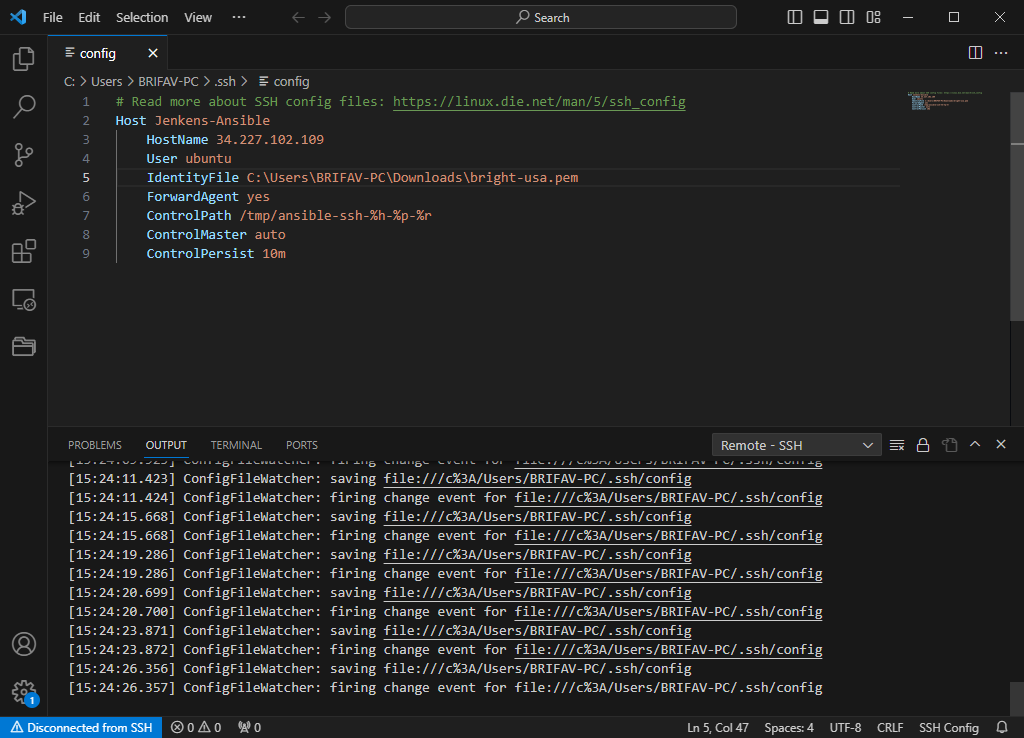 File Edit Selection View ··· Search
config
C: > Users > BRIFAV-PC > .ssh > config
1 # Read more about SSH config files: https://linux.die.net/man/5/ssh_config
2 Host Jenkens-Ansible
3 HostName 34.227.102.109
4 User ubuntu
5 IdentityFile C:\Users\BRIFAV-PC\Downloads\bright-usa.pem
6 ForwardAgent yes
7 ControlPath /tmp/ansible-ssh-%h-%p-%r
8 ControlMaster auto
9 ControlPersist 10m
PROBLEMS OUTPUT TERMINAL PORTS Remote - SSH
ConfigFileWatcher: firing change event for file:///c%3A/Users/BRIFAV-PC/.ssh/config
[15:24:11.423] ConfigFileWatcher: saving file:///c%3A/Users/BRIFAV-PC/.ssh/config
[15:24:11.424] ConfigFileWatcher: firing change event for file:///c%3A/Users/BRIFAV-PC/.ssh/config
[15:24:15.668] ConfigFileWatcher: saving file:///c%3A/Users/BRIFAV-PC/.ssh/config
[15:24:15.668] ConfigFileWatcher: firing change event for file:///c%3A/Users/BRIFAV-PC/.ssh/config
[15:24:19.286] ConfigFileWatcher: saving file:///c%3A/Users/BRIFAV-PC/.ssh/config
[15:24:19.286] ConfigFileWatcher: firing change event for file:///c%3A/Users/BRIFAV-PC/.ssh/config
[15:24:20.699] ConfigFileWatcher: saving file:///c%3A/Users/BRIFAV-PC/.ssh/config
[15:24:20.700] ConfigFileWatcher: firing change event for file:///c%3A/Users/BRIFAV-PC/.ssh/config
[15:24:23.871] ConfigFileWatcher: saving file:///c%3A/Users/BRIFAV-PC/.ssh/config
[15:24:23.872] ConfigFileWatcher: firing change event for file:///c%3A/Users/BRIFAV-PC/.ssh/config
[15:24:26.356] ConfigFileWatcher: saving file:///c%3A/Users/BRIFAV-PC/.ssh/config
[15:24:26.357] ConfigFileWatcher: firing change event for file:///c%3A/Users/BRIFAV-PC/.ssh/config
1
Disconnected from SSH 0 0 0 Ln 5, Col 47 Spaces: 4 UTF-8 CRLF SSH Config